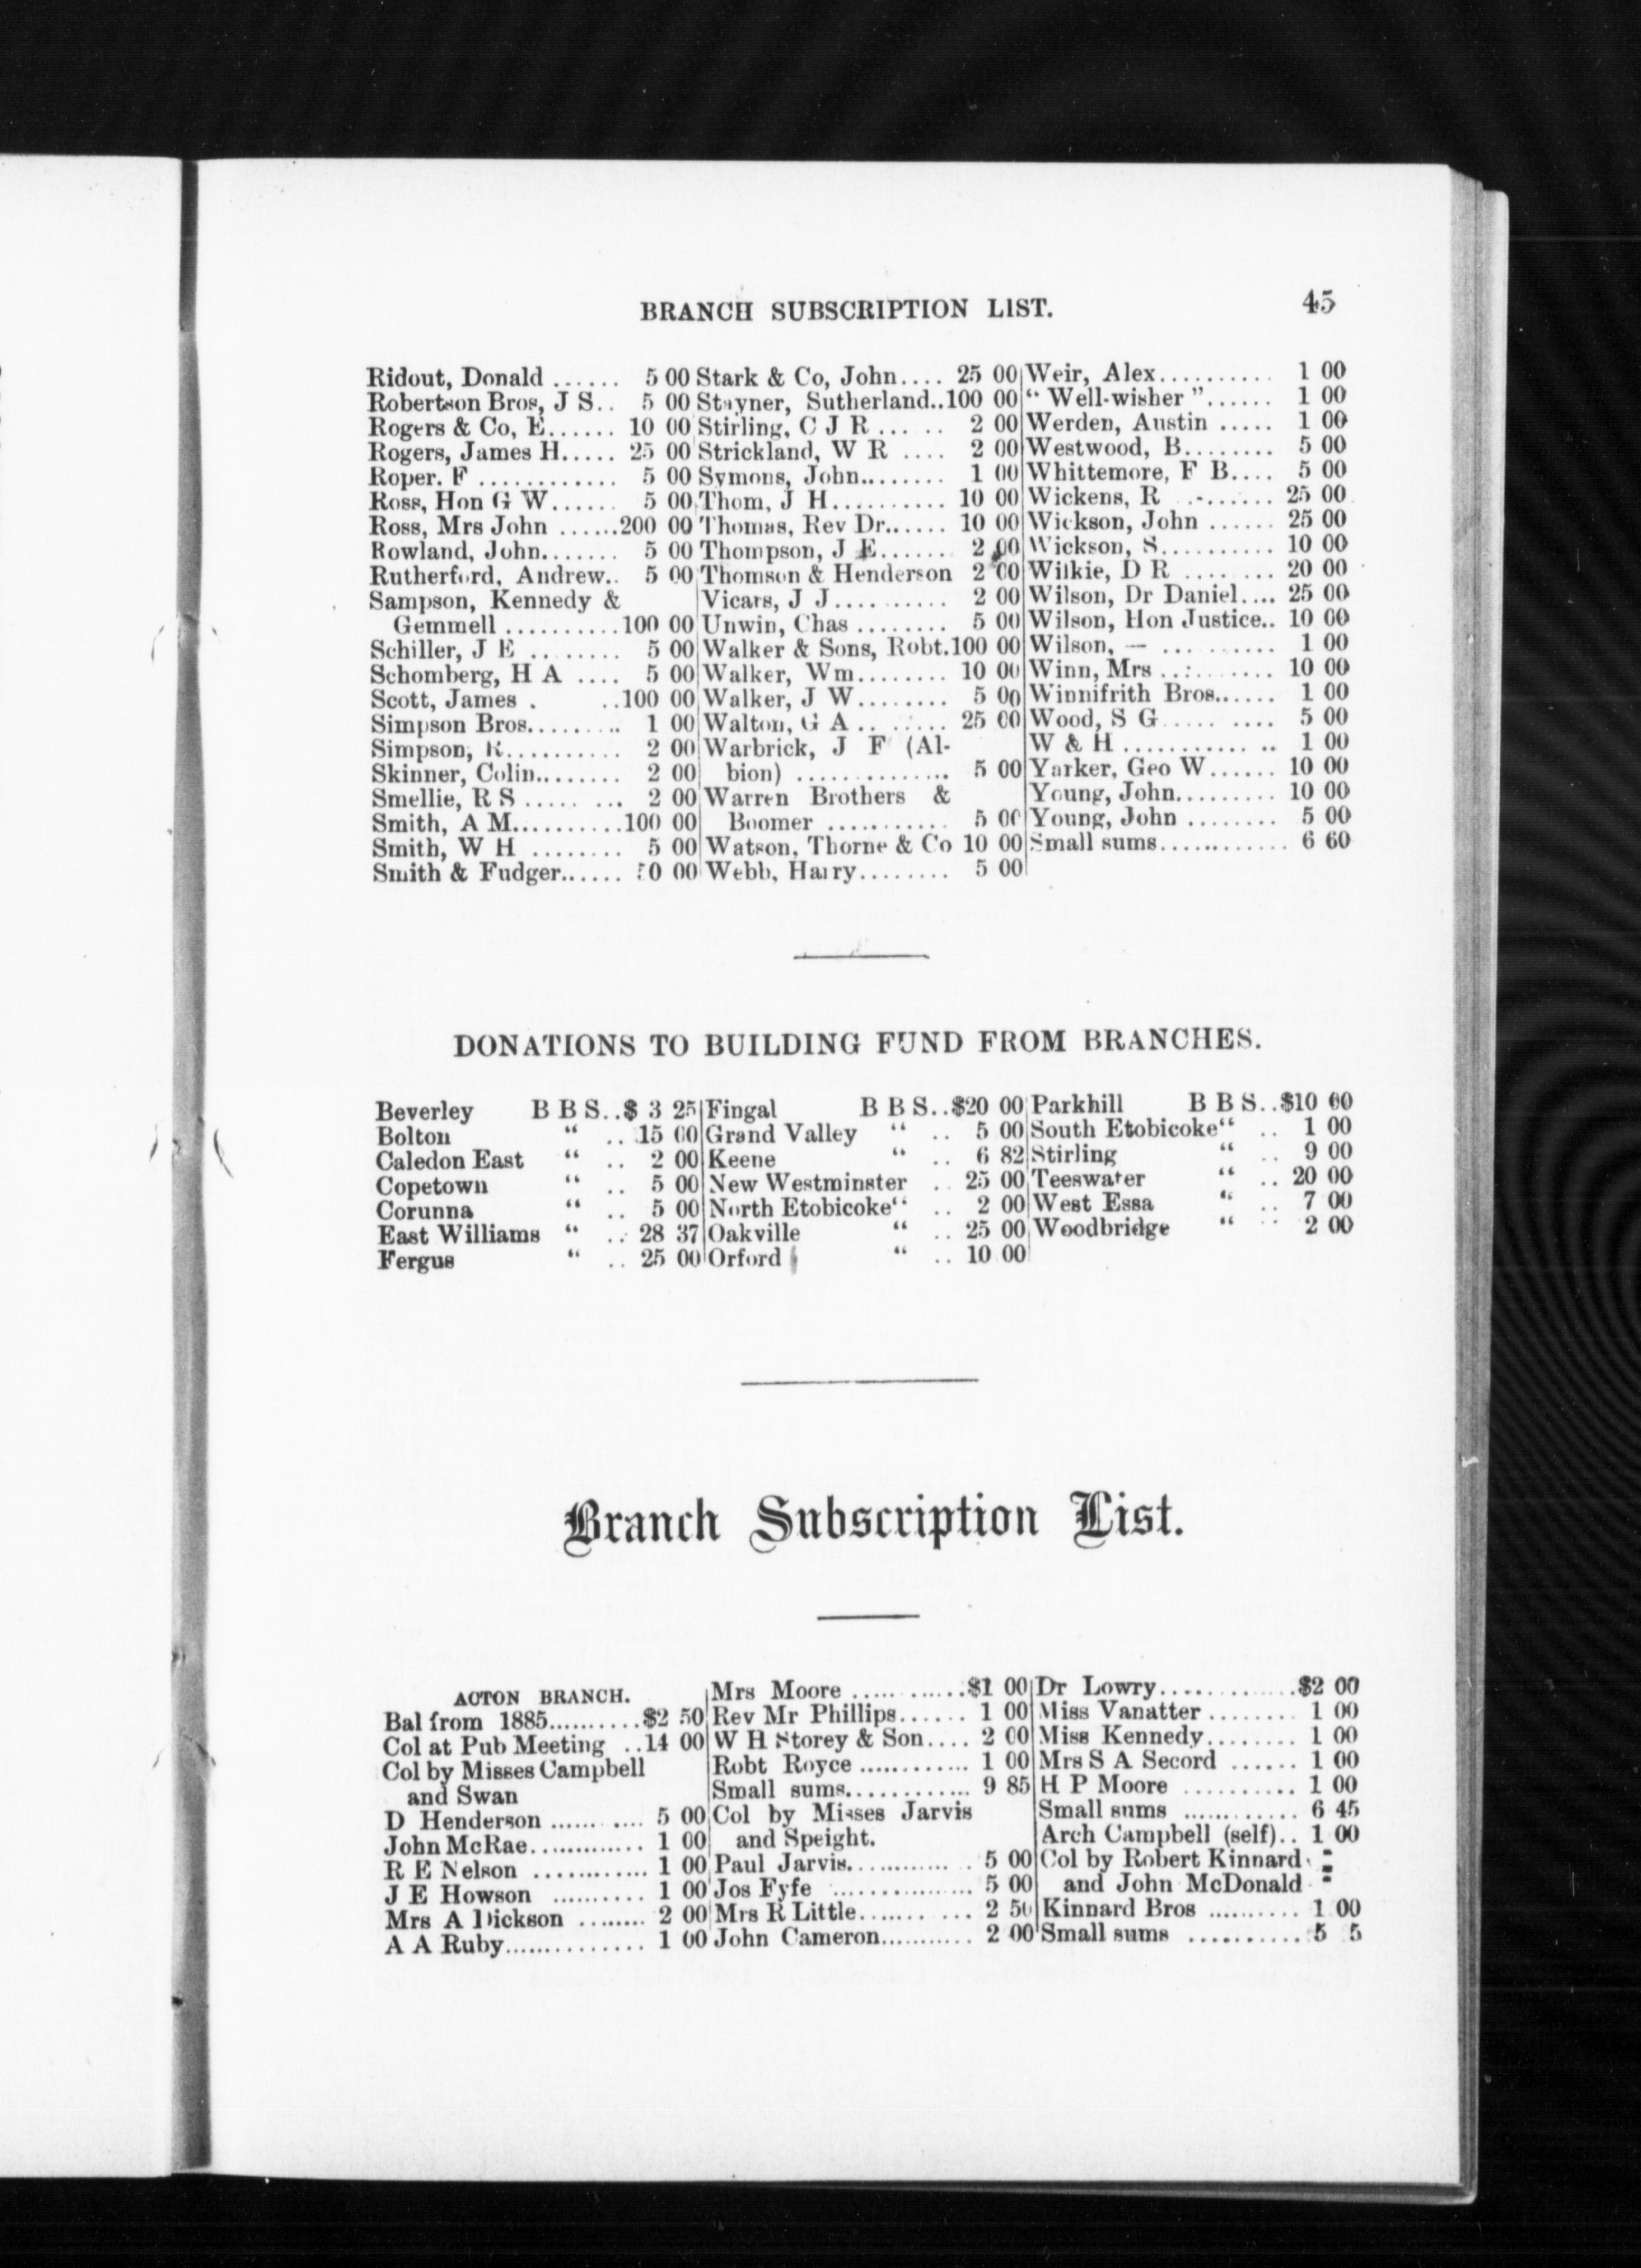 BRANCH SUBSCRIPTION LIST.
45
Ridout, Donald ...... 5 00
Robertson Bros, J S.. 5 00
Rogers & Co, E...... 10 00
Rogers, James H..... 25 00
Roper. F ............ 5 00
Ross, Hon G W...... 5 00
Ross, Mrs John ......200 00
Rowland, John....... 5 00
Rutherford, Andrew.. 5 00
Sampson, Kennedy &
Gemmell ..........100 00
Schiller, J E ........ 5 00
Schomberg, H A .... 5 00
Scott, James . ..100 00
Simpson Bros......... 1 00
Simpson, R.......... 2 00
Skinner, Colin........ 2 00
Smellie, R S ..... ... 2 00
Smith, A M..........100 00
Smith, W H ........ 5 00
Smith & Fudger...... 50 00
Stark & Co, John.... 25 00
Stayner, Sutherland..100 00
Stirling, C J R ... .. 2 00
Strickland, W R .... 2 00
Symons, John........ 1 00
Thom, J H.......... 10 00
Thomas, Rev Dr...... 10 00
Thompson, J E...... 2 00
Thomson & Henderson 2 00
Vicars, J J.......... 2 00
Unwin, Chas ........ 5 00
Walker & Sons, Robt.100 00
Walker, Wm........ 10 00
Walker, J W........ 5 00
Walton, G A.. ..... 25 00
Warbrick, J F (Al-
bion) .............. 5 00
Warren Brothers &
Boomer ........... 5 00
Watson, Thorne & Co 10 00
Webb, Harry........ 5 00
Weir, Alex.......... 1 00
“ Well-wisher ”...... 1 00
Werden, Austin ..... 1 00
Westwood, B........ 5 00
Whittemore, F B.... 5 00
Wickens, R ..-...... 25 00
Wickson, John ...... 25 00
Wickson, S.......... 10 00
Wilkie, D R ........ 20 00
Wilson, Dr Daniel.... 25 00
Wilson, Hon Justice.. 10 00
Wilson, — .......... 1 00
Winn, Mrs ..:....... 10 00
Winnifrith Bros...... 1 00
Wood, S G..... .... 5 00
W & H ........... .. 1 00
Yarker, Geo W...... 10 00
Young, John......... 10 00
Young, John ........ 5 00
Small sums............ 6 60
DONATIONS TO BUILDING FUND FROM BRANCHES.
Beverley B B S..$ 3 25
Bolton “ .. 15 00
Caledon East “ .. 2 00
Copetown “ .. 5 00
Corunna “ .. 5 00
East Williams “ .. 28 37
Fergus “ .. 25 00
Fingal B B S..$20 00
Grand Valley “ .. 5 00
Keene “ .. 6 82
New Westminster .. 25 00
North Etobicoke“ .. 2 00
Oakville “ .. 25 00
Orford “ .. 10 00
Parkhill B B S..$10 00
South Etobicoke“ .. 1 00
Stirling “ .. 9 00
Teeswater “ .. 20 00
West Essa “ .. 7 00
Woodbridge “ .. 2 00
Branch Subscription List.
ACTON BRANCH.
Bal from 1885..........$2 50
Col at Pub Meeting ..14 00
Col by Misses Campbell
and Swan
D Henderson .......... 5 00
John McRae............ 1 00
R E Nelson ............ 1 00
J E Howson .......... 1 00
Mrs A Dickson ........ 2 00
A A Ruby.............. 1 00
Mrs Moore ............$1 00
Rev Mr Phillips...... 1 00
W H Storey & Son.... 2 00
Robt Royce ............ 1 00
Small sums............. 9 85
Col by Misses Jarvis
and Speight.
Paul Jarvis............ . 5 00
Jos Fyfe ............... 5 00
Mrs R Little....... ... 2 50
John Cameron........... 2 00
Dr Lowry..............$2 00
Miss Vanatter ........ 1 00
Miss Kennedy......... 1 00
Mrs S A Secord ...... 1 00
H P Moore .......... 1 00
Small sums ........... 6 45
Arch Campbell (self).. 1 00
Col by Robert Kinnard
and John McDonald
Kinnard Bros .......... 1 00
Small sums .......... 5 5